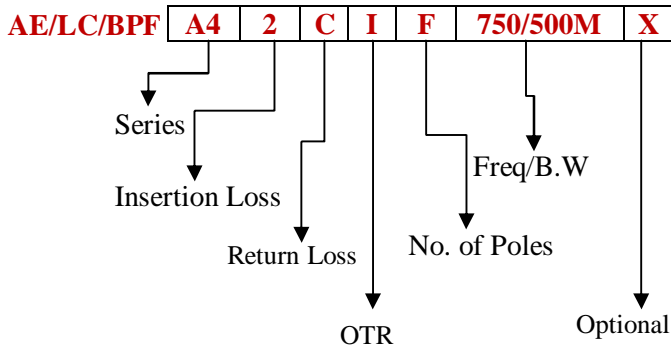 AE/LC/BPF A4 2 C I F 750/500M X
Series
Freq/B.W
Insertion Loss
No. of Poles
Return Loss
OTR
Optional